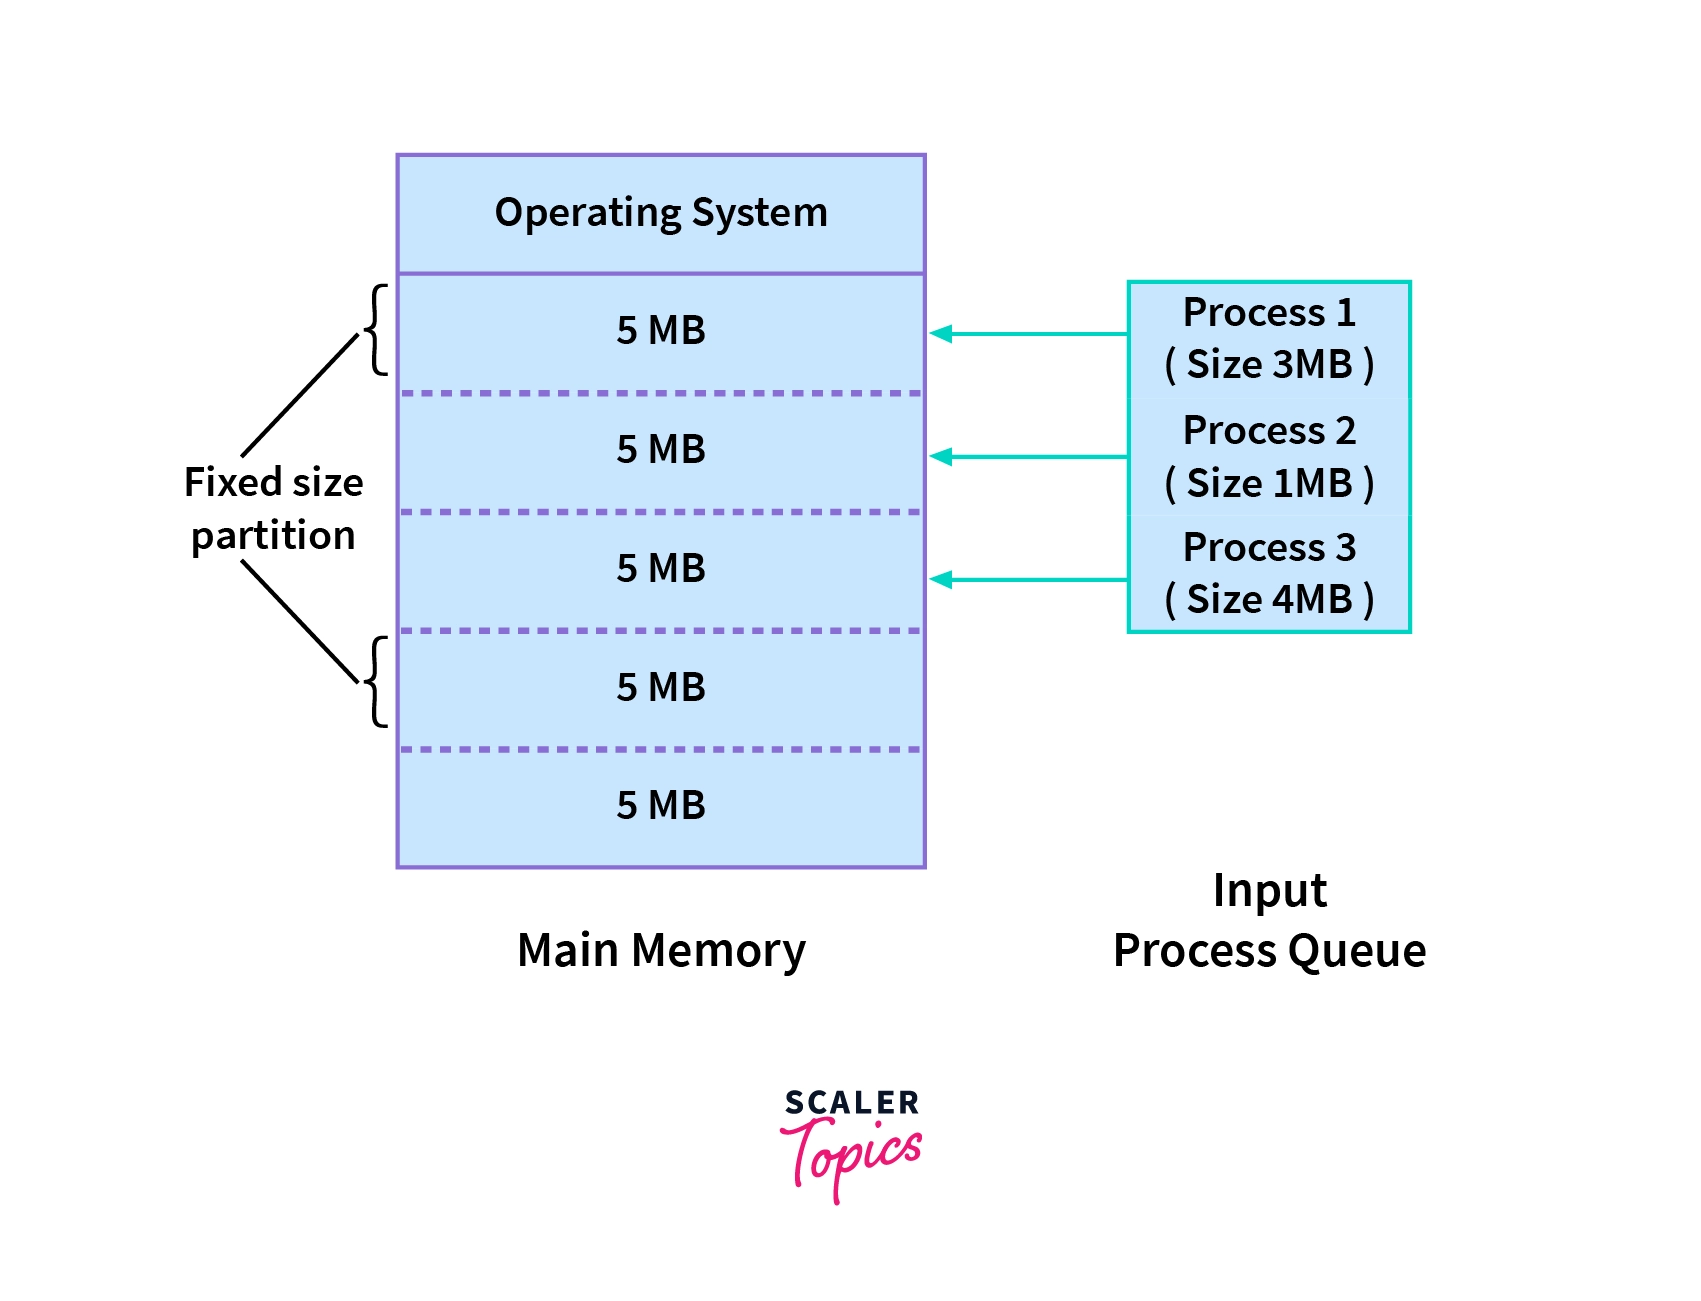 Operating System
5 MB
5 MB
5 MB
5 MB
5 MB
Fixed size
partition
Process 1
( Size 3MB )
Process 2
( Size 1MB )
Process 3
( Size 4MB )
Main Memory
Input
Process Queue
SCALER
Topics